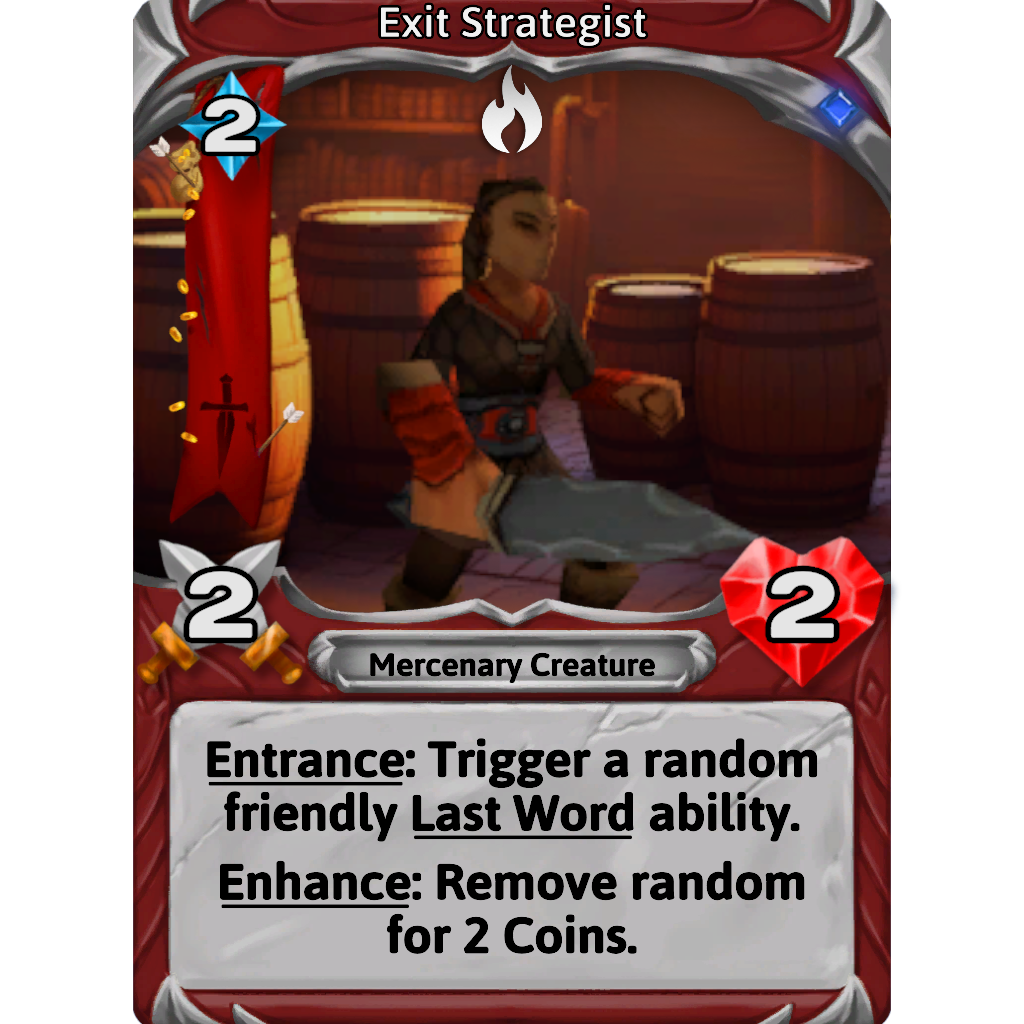 Exit Strategist
2
2
2
Mercenary Creature
Entrance: Trigger a random
friendly Last Word ability.
Enhance: Remove random
for 2 Coins.